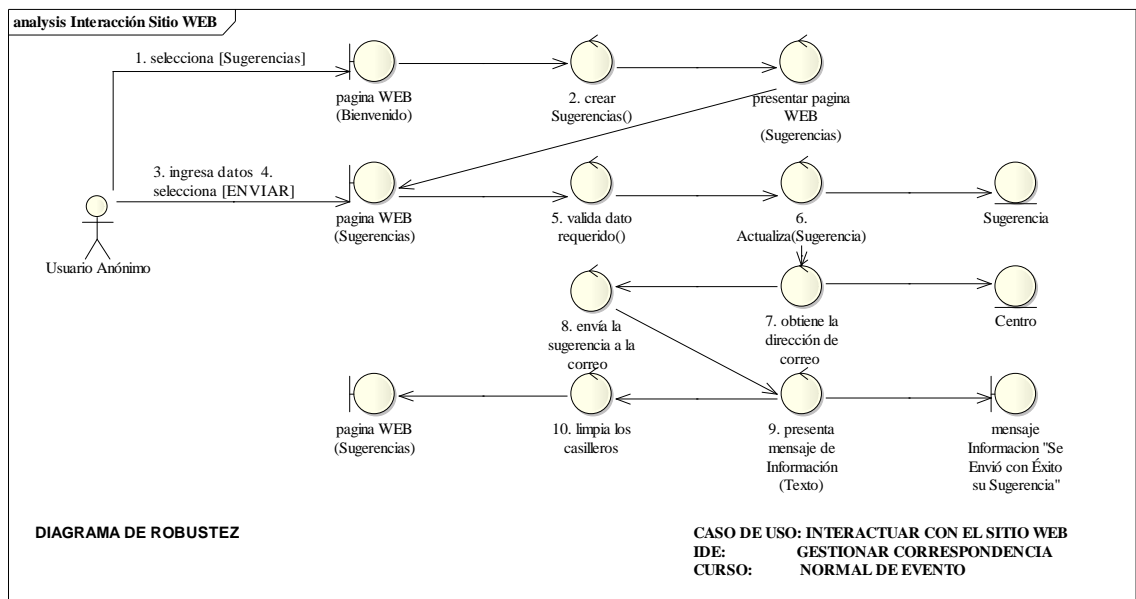 analysis Interacción Sitio WEB
1. selecciona [Sugerencias]
pagina WEB
(Bienvenido)
2. crear
Sugerencias()
presentar pagina
WEB
(Sugerencias)
3. ingresa datos  4.
selecciona [ENVIAR]
Usuario Anónimo
pagina WEB
(Sugerencias)
5. valida dato
requerido()
6.
Actualiza(Sugerencia)
Sugerencia
8. envía la
sugerencia a la
correo
7. obtiene la
dirección de
correo
Centro
pagina WEB
(Sugerencias)
10. limpia los
casilleros
9. presenta
mensaje de
Información
(Texto)
mensaje
Informacion "Se
Envió con Éxito
su Sugerencia"
DIAGRAMA DE ROBUSTEZ
CASO DE USO: INTERACTUAR CON EL SITIO WEB
IDE: GESTIONAR CORRESPONDENCIA
CURSO: NORMAL DE EVENTO